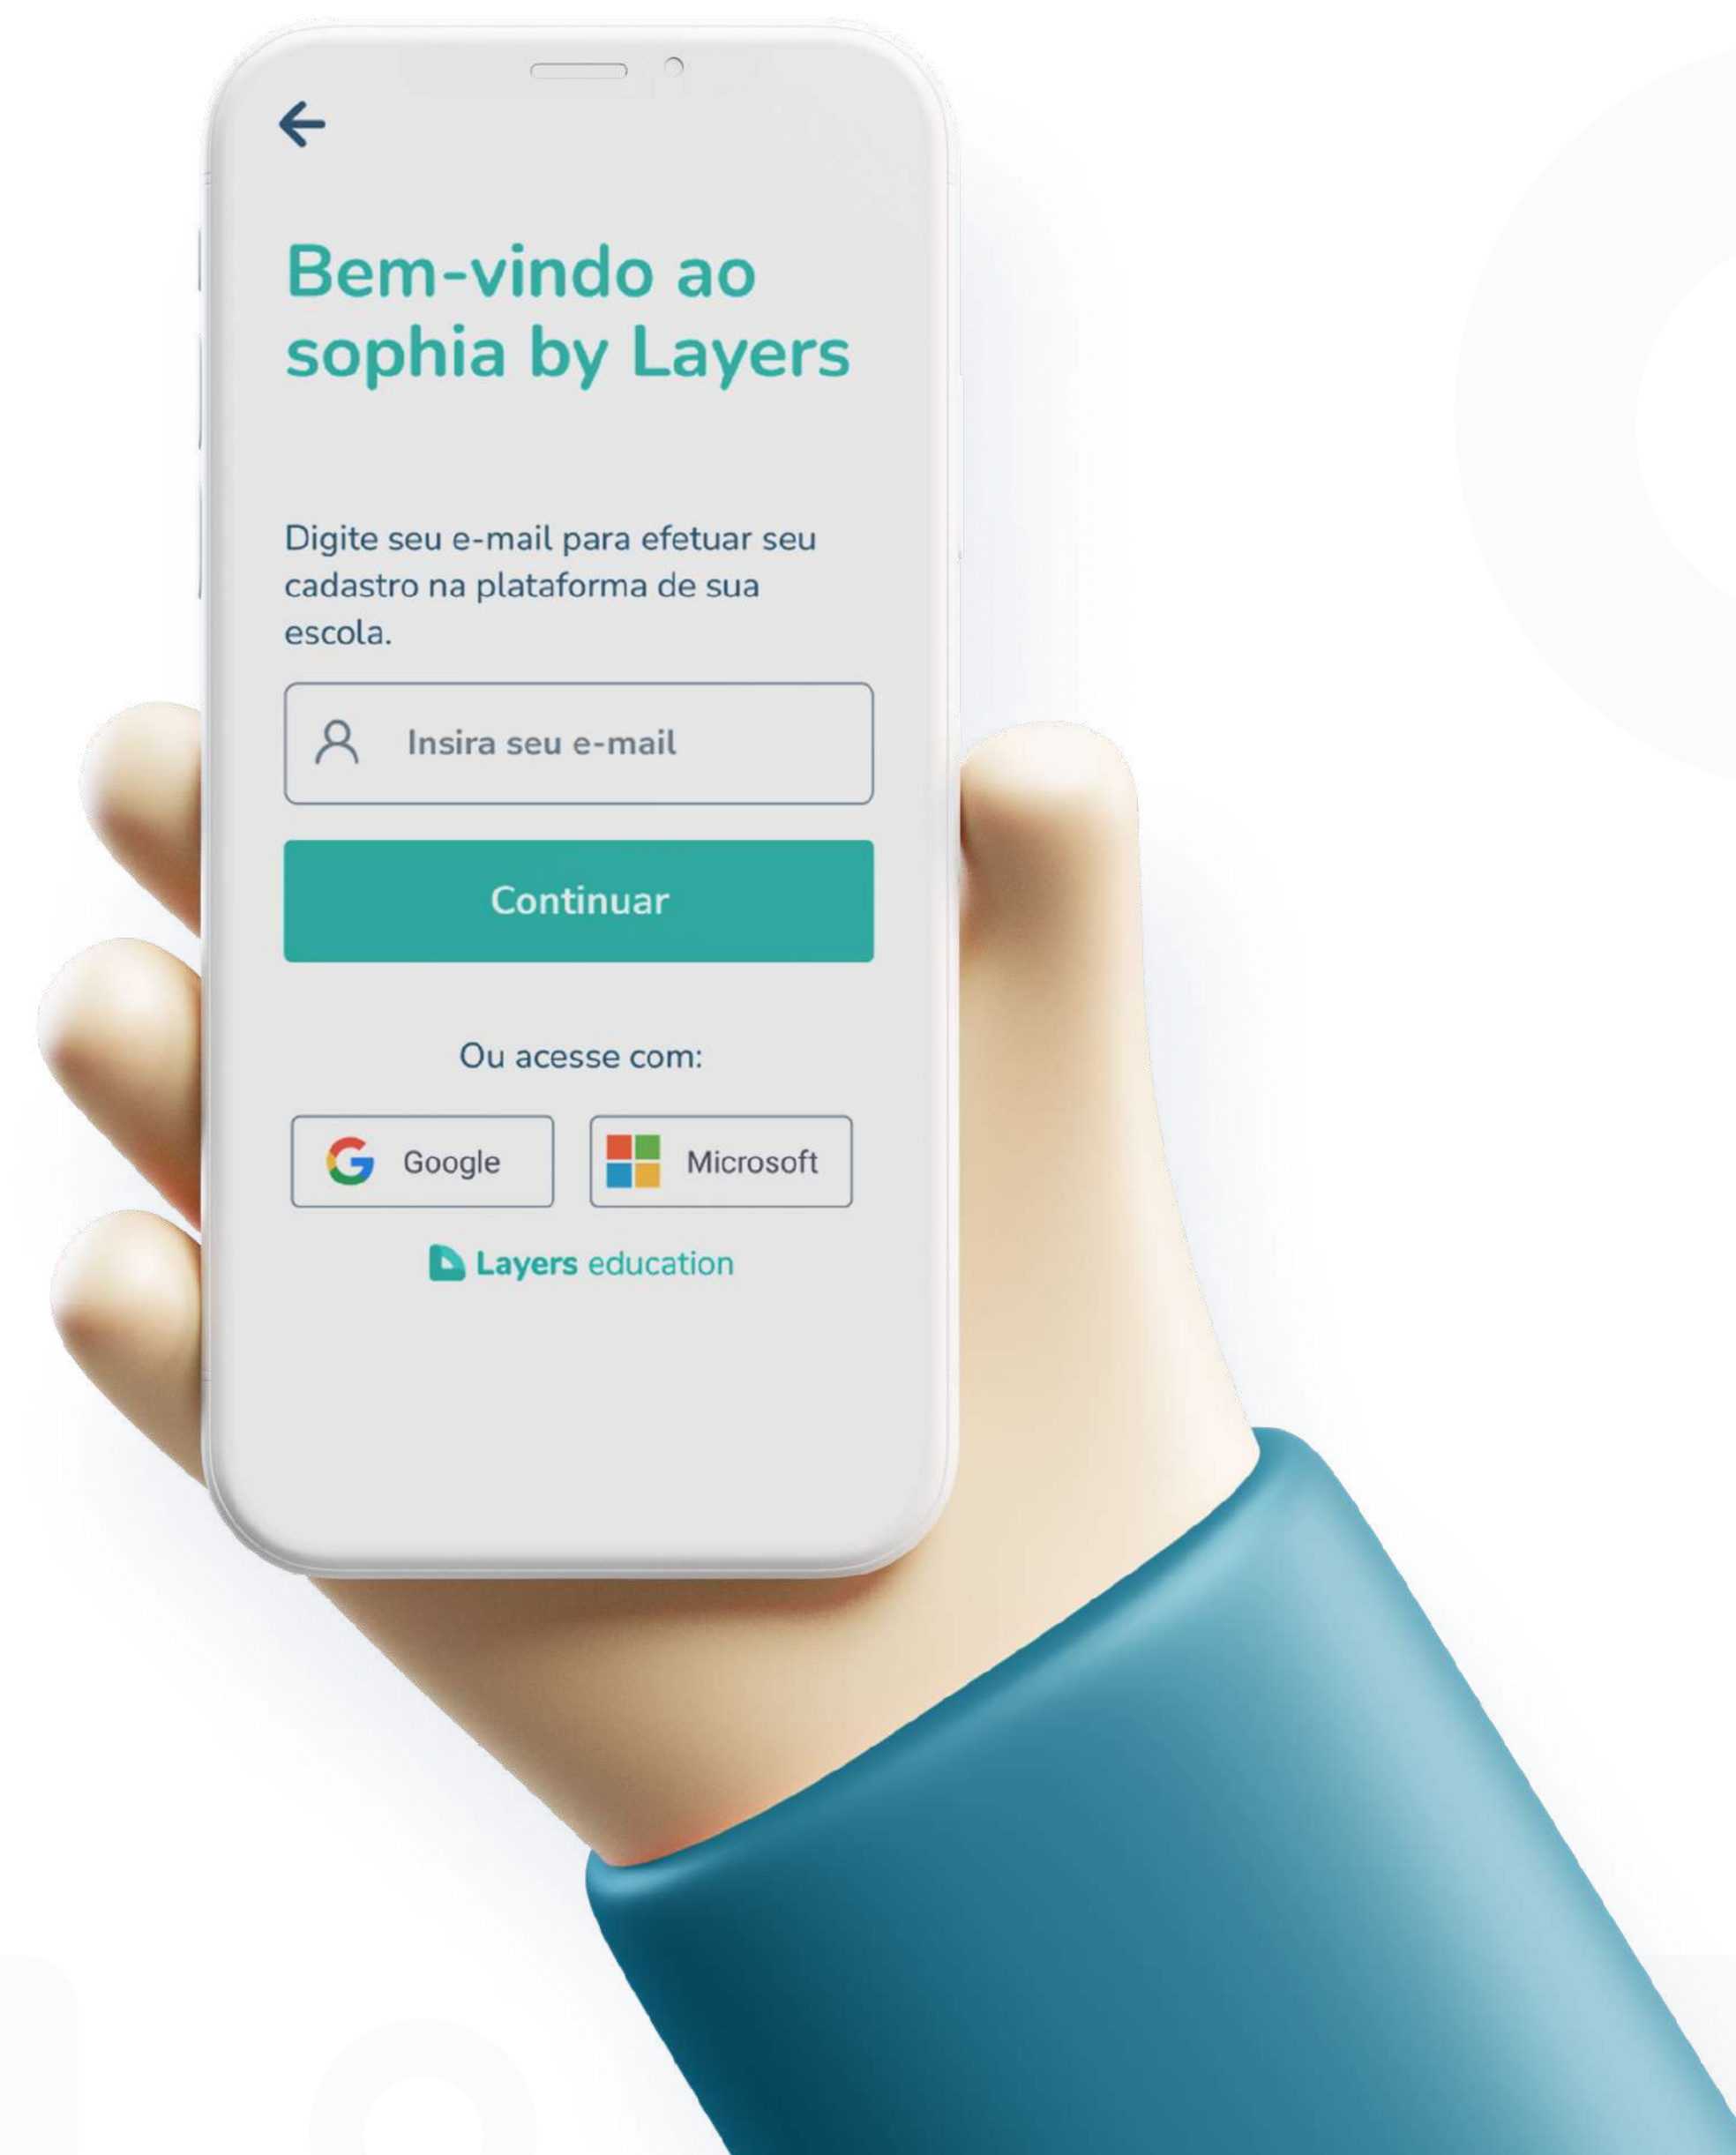 Bem-vindo ao
sophia by Layers
Digite seu e-mail para efetuar seu
cadastro na plataforma de sua
escola.
Insira seu e-mail
Continuar
Ou acesse com:
Google
Microsoft
Layers education